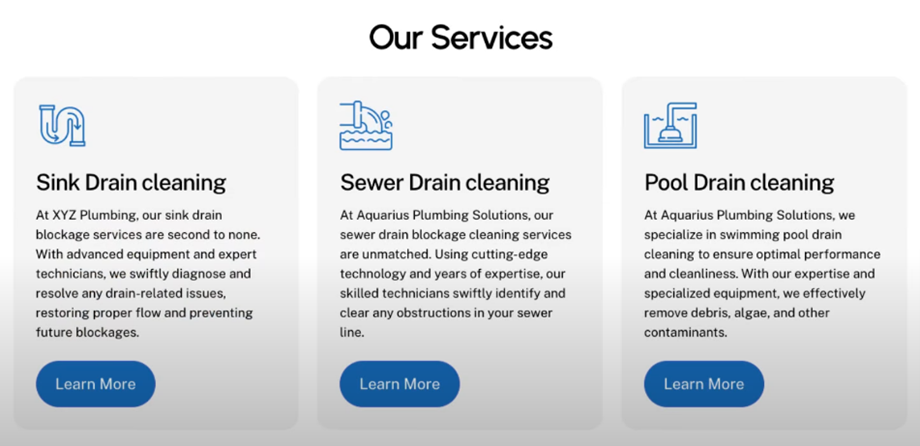 Our Services
Sink Drain cleaning
At XYZ Plumbing, our sink drain
blockage services are second to none.
With advanced equipment and expert
technicians, we swiftly diagnose and
resolve any drain-related issues,
restoring proper flow and preventing
future blockages.
Learn More
Sewer Drain cleaning
At Aquarius Plumbing Solutions, our
sewer drain blockage cleaning services
are unmatched. Using cutting-edge
technology and years of expertise, our
skilled technicians swiftly identify and
clear any obstructions in your sewer
line.
Learn More
Pool Drain cleaning
At Aquarius Plumbing Solutions, we
specialize in swimming pool drain
cleaning to ensure optimal performance
and cleanliness. With our expertise and
specialized equipment, we effectively
remove debris, algae, and other
contaminants.
Learn More